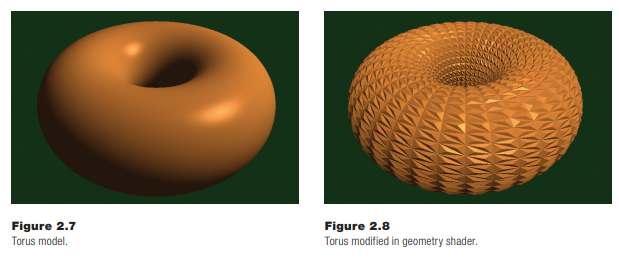 Figure 2.7
Torus model.
Figure 2.8
Torus modified in geometry shader.